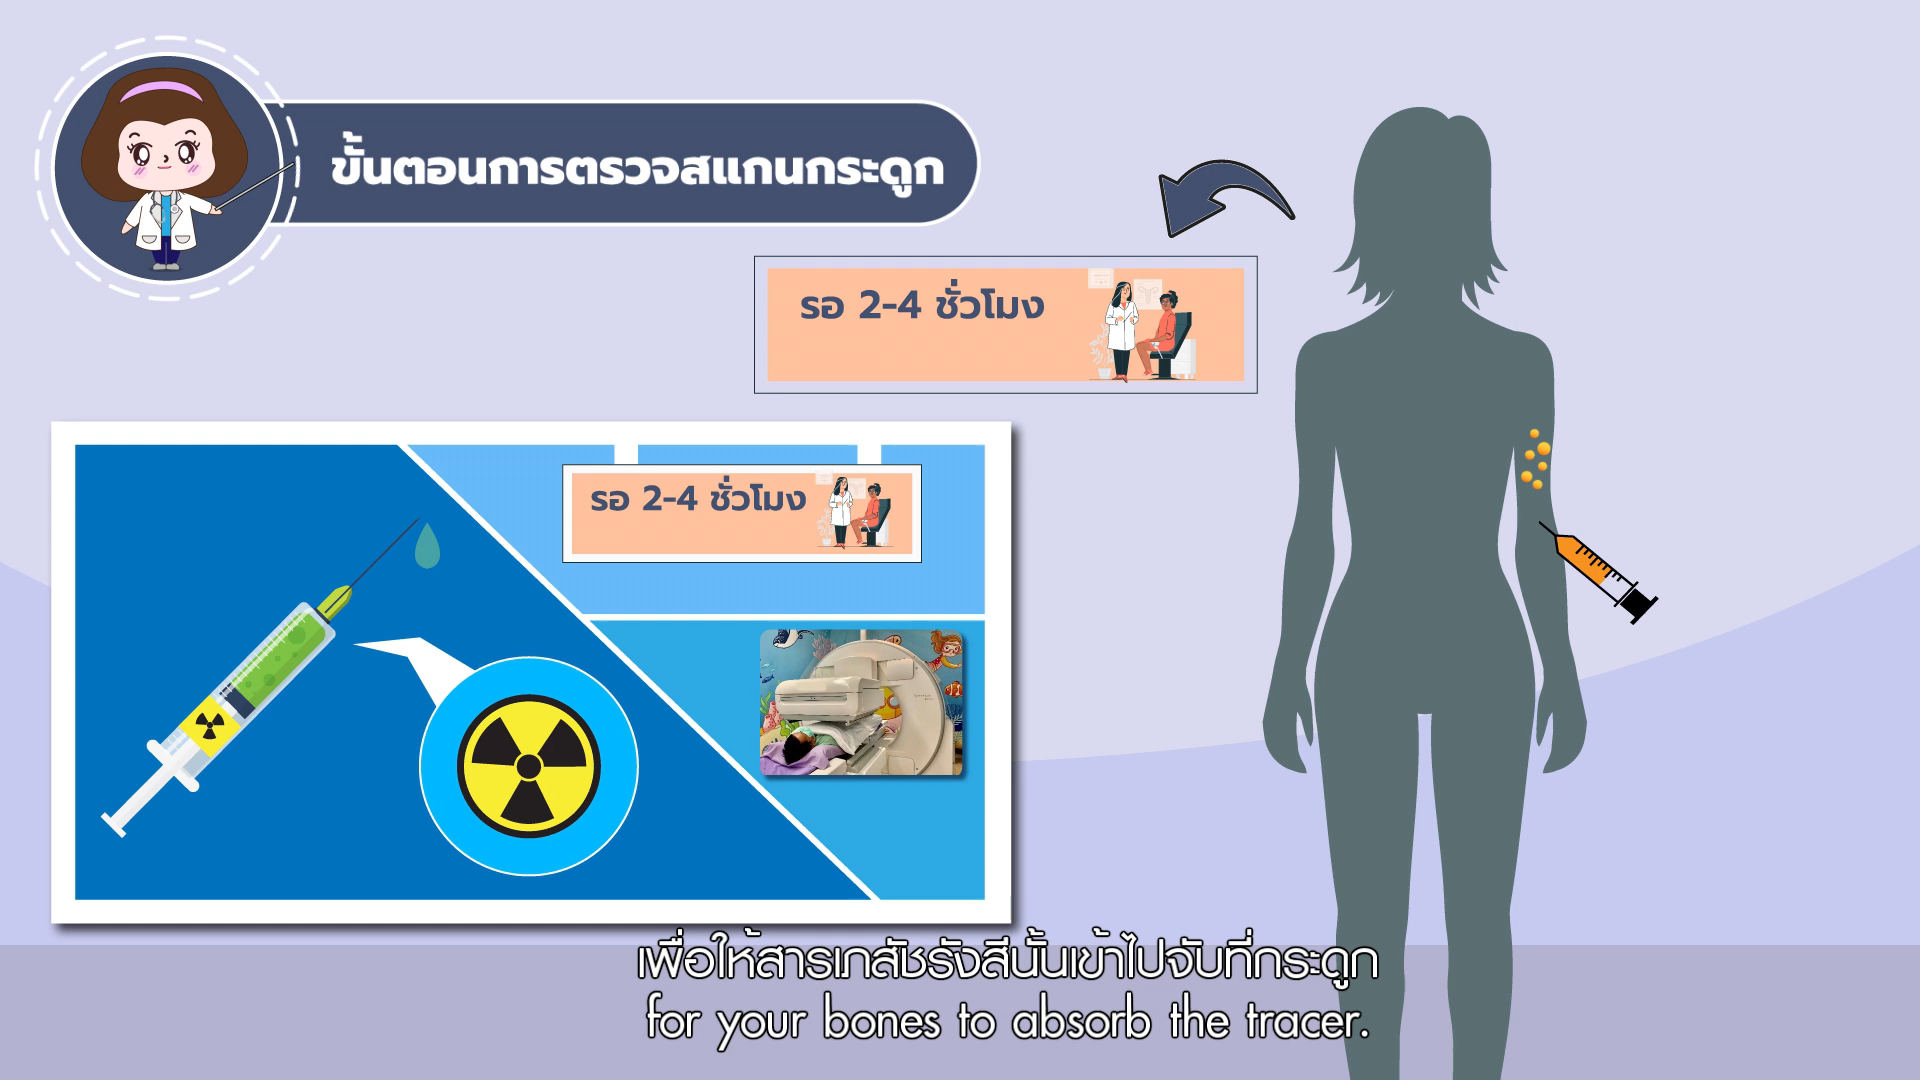 ขั้นตอนการตรวจสแกนกระดูก
รอ 2-4 ชั่วโมง
รอ 2-4 ชั่วโมง
เพื่อให้สารเภสัชรังสีนั้นเข้าไปจับที่กระดูก
for your bones to absorb the tracer.